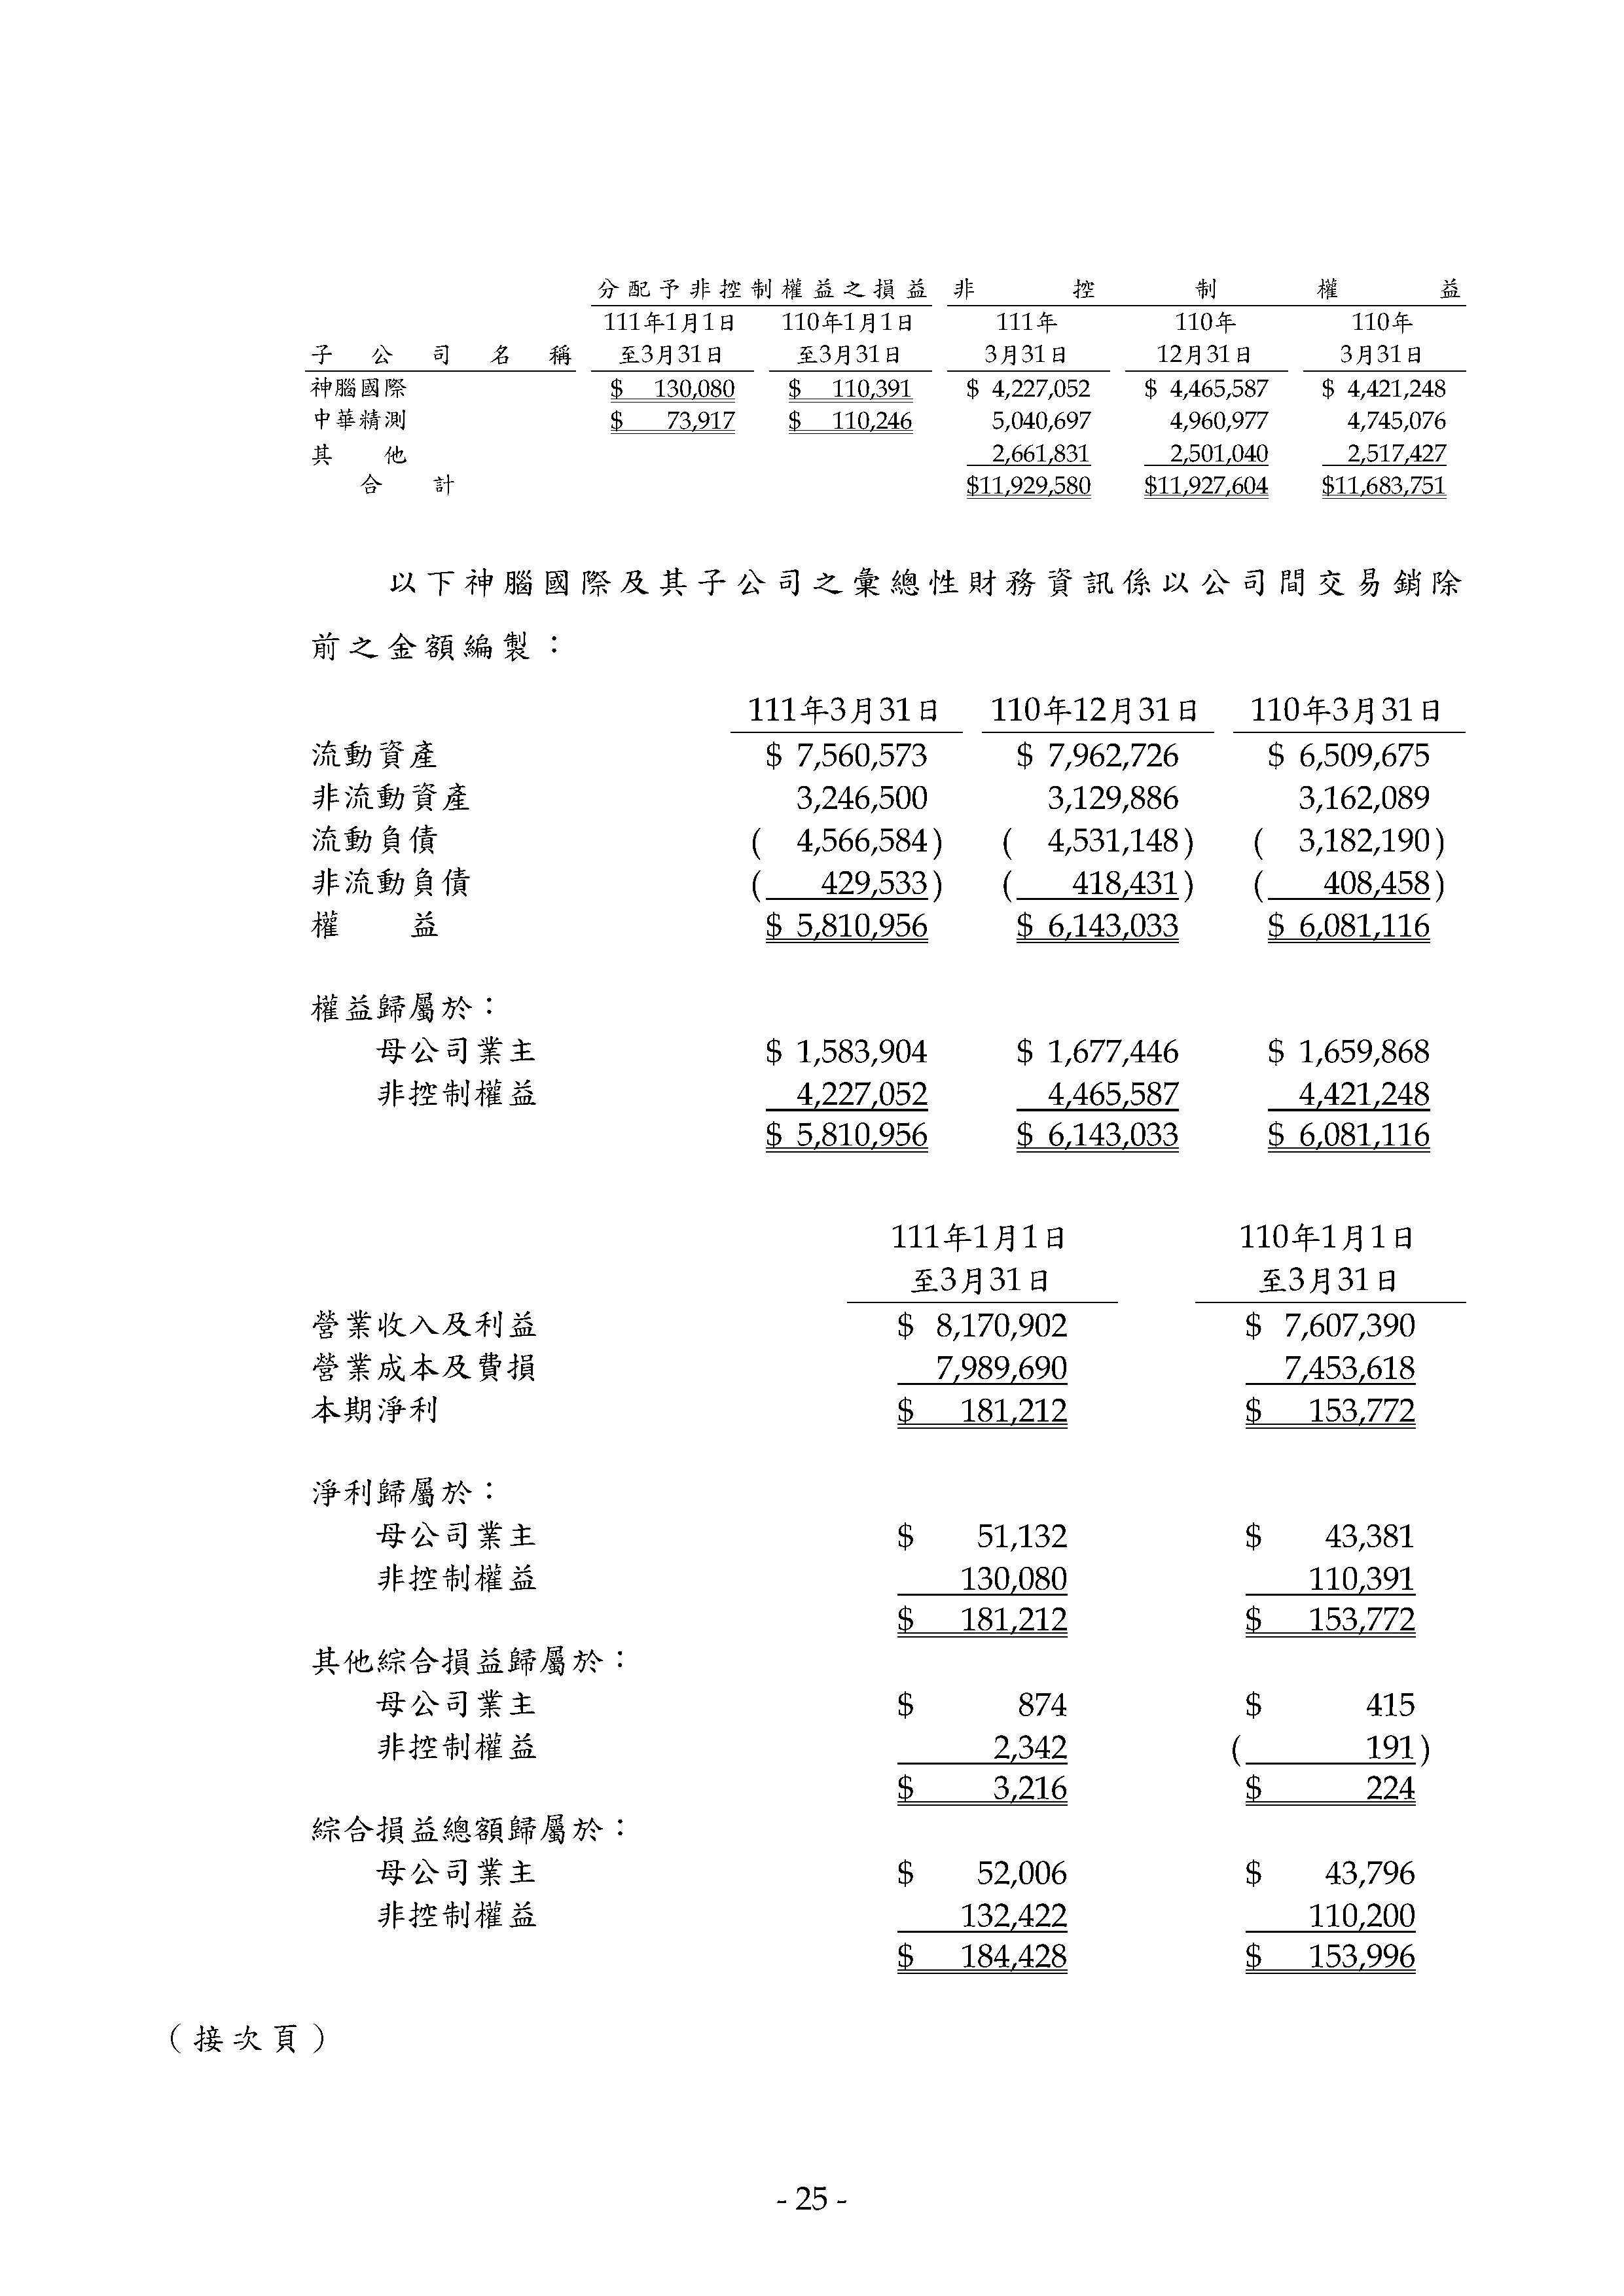 分配予非控制權益之損益 非控制權益
111年1月1日 110年1月1日 111年 110年 110年
子公司名稱 至3月31日 至3月31日 3月31日 12月31日 3月31日
神腦國際 $ 130,080 $ 110,391 $ 4,227,052 $ 4,465,587 $ 4,421,248
中華精測 $ 73,917 $ 110,246 5,040,697 4,960,977 4,745,076
其他 2,661,831 2,501,040 2,517,427
合計 $11,929,580 $11,927,604 $11,683,751
以下神腦國際及其子公司之彙總性財務資訊係以公司間交易銷除
前之金額編製：
111年3月31日 110年12月31日 110年3月31日
流動資產 $ 7,560,573 $ 7,962,726 $ 6,509,675
非流動資產 3,246,500 3,129,886 3,162,089
流動負債 ( 4,566,584) ( 4,531,148) ( 3,182,190)
非流動負債 ( 429,533) ( 418,431) ( 408,458)
權益 $ 5,810,956 $ 6,143,033 $ 6,081,116
權益歸屬於：
母公司業主 $ 1,583,904 $ 1,677,446 $ 1,659,868
非控制權益 4,227,052 4,465,587 4,421,248
$ 5,810,956 $ 6,143,033 $ 6,081,116
111年1月1日 110年1月1日
至3月31日 至3月31日
營業收入及利益 $ 8,170,902 $ 7,607,390
營業成本及費損 7,989,690 7,453,618
本期淨利 $ 181,212 $ 153,772
淨利歸屬於：
母公司業主 $ 51,132 $ 43,381
非控制權益 130,080 110,391
$ 181,212 $ 153,772
其他綜合損益歸屬於：
母公司業主 $ 874 $ 415
非控制權益 2,342 ( 191)
$ 3,216 $ 224
綜合損益總額歸屬於：
母公司業主 $ 52,006 $ 43,796
非控制權益 132,422 110,200
$ 184,428 $ 153,996
（接次頁）
- 25 -